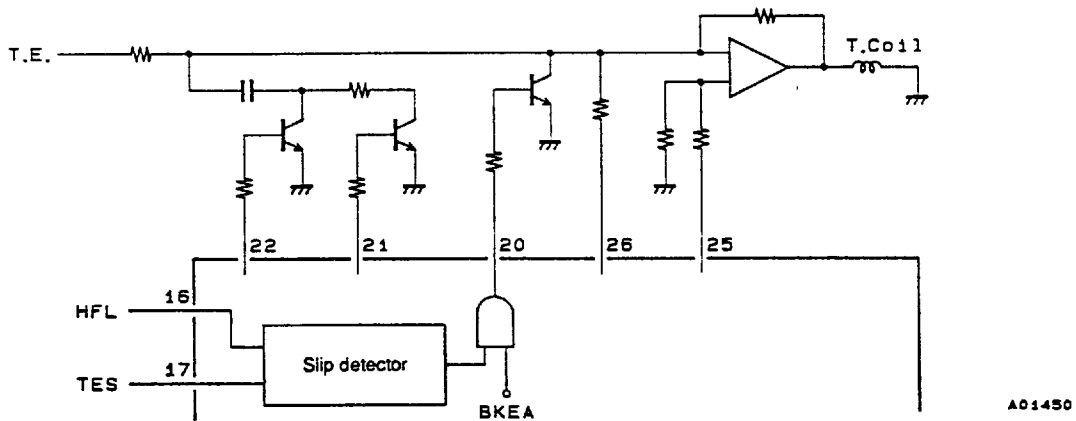 T.Coil
T.E.
22
21
20
26
25
16
HFL
Slip detector
17
TES
BKEA
A01450